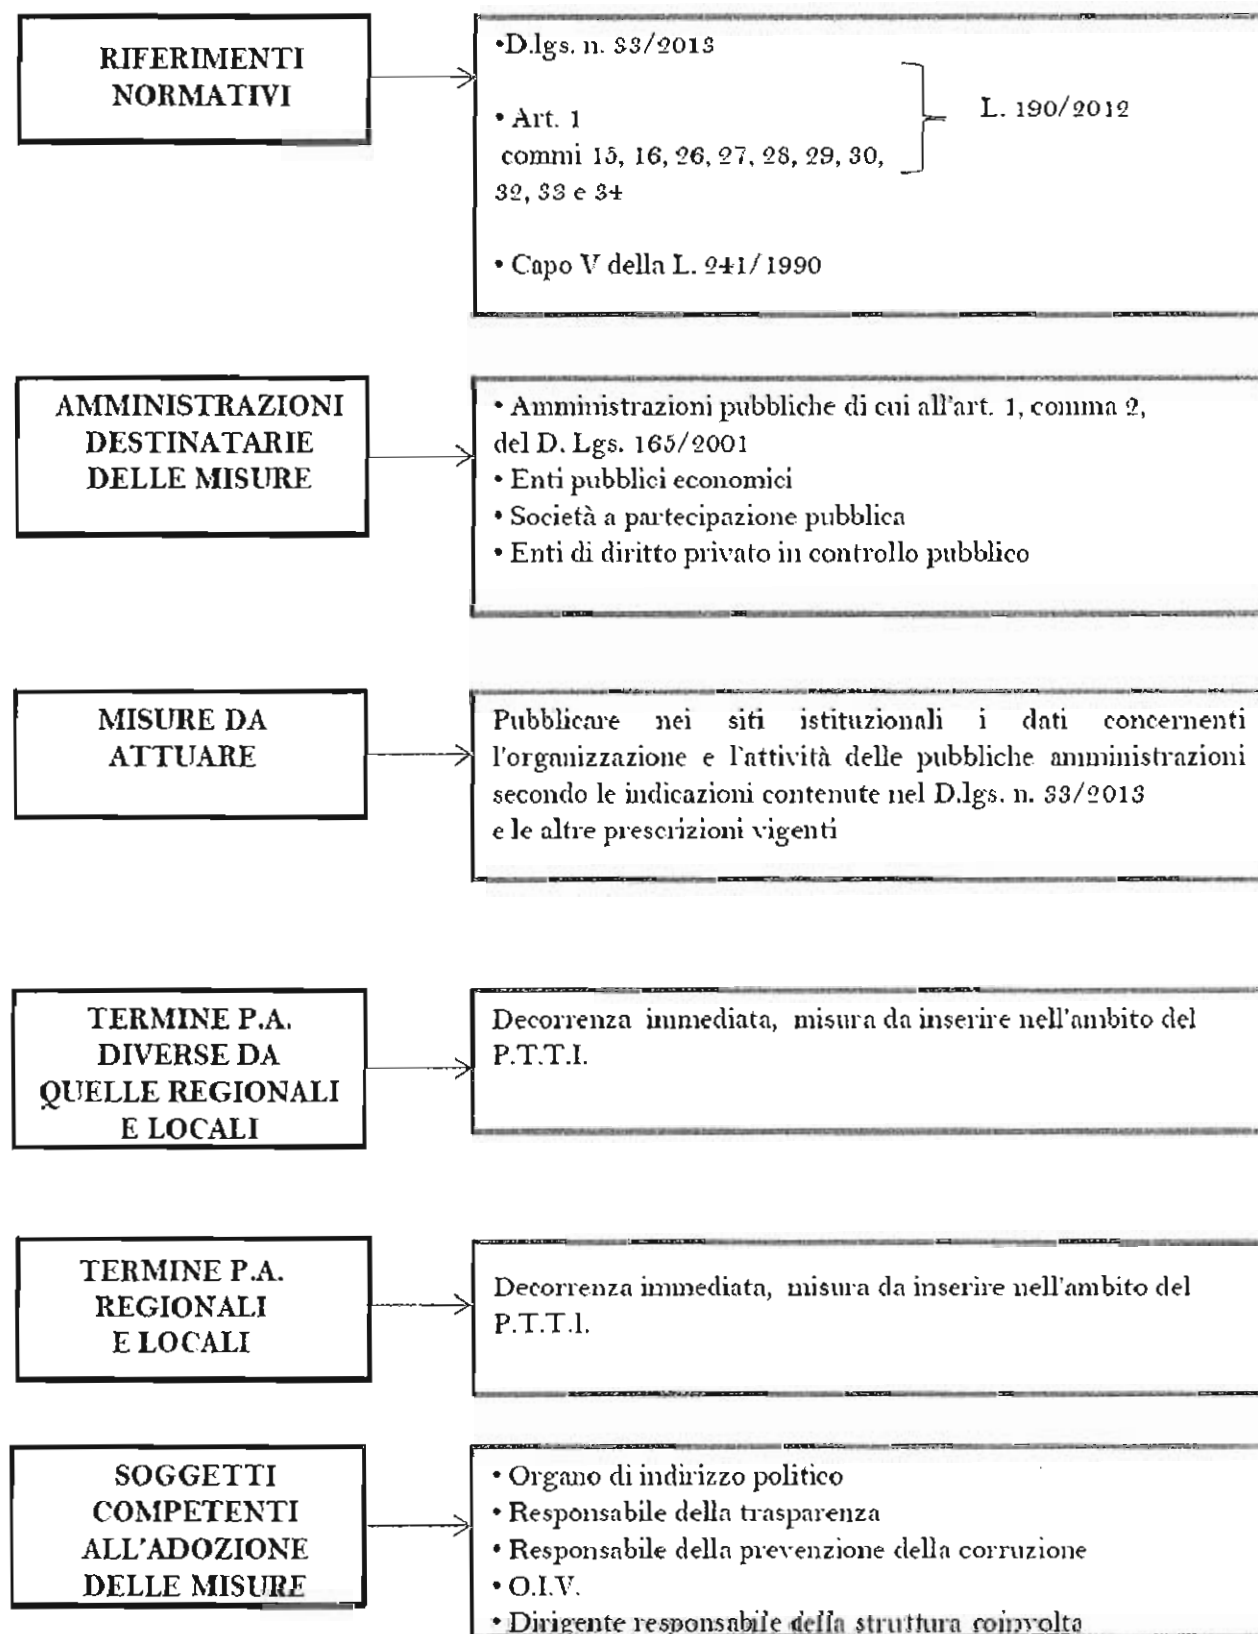 RIFERIMENTI
NORMATIVI
•D.lgs. n. 33/2013
• Art. 1
commi 15, 16, 26, 27, 28, 29, 30,
32, 33 e 34
L. 190/2012
• Capo V della L. 241/1990
AMMINISTRAZIONI
DESTINATARIE
DELLE MISURE
• Amministrazioni pubbliche di cui all'art. 1, comma 2,
del D. Lgs. 165/2001
• Enti pubblici economici
• Società a partecipazione pubblica
• Enti di diritto privato in controllo pubblico
MISURE DA
ATTUARE
Pubblicare nei siti istituzionali i dati concernenti
l'organizzazione e l'attività delle pubbliche amministrazioni
secondo le indicazioni contenute nel D.lgs. n. 33/2013
e le altre prescrizioni vigenti
TERMINE P.A.
DIVERSE DA
QUELLE REGIONALI
E LOCALI
Decorrenza immediata, misura da inserire nell'ambito del
P.T.T.I.
TERMINE P.A.
REGIONALI
E LOCALI
Decorrenza immediata, misura da inserire nell'ambito del
P.T.T.I.
SOGGETTI
COMPETENTI
ALL'ADOZIONE
DELLE MISURE
• Organo di indirizzo politico
• Responsabile della trasparenza
• Responsabile della prevenzione della corruzione
• O.I.V.
• Dirigente responsabile della struttura coinvolta